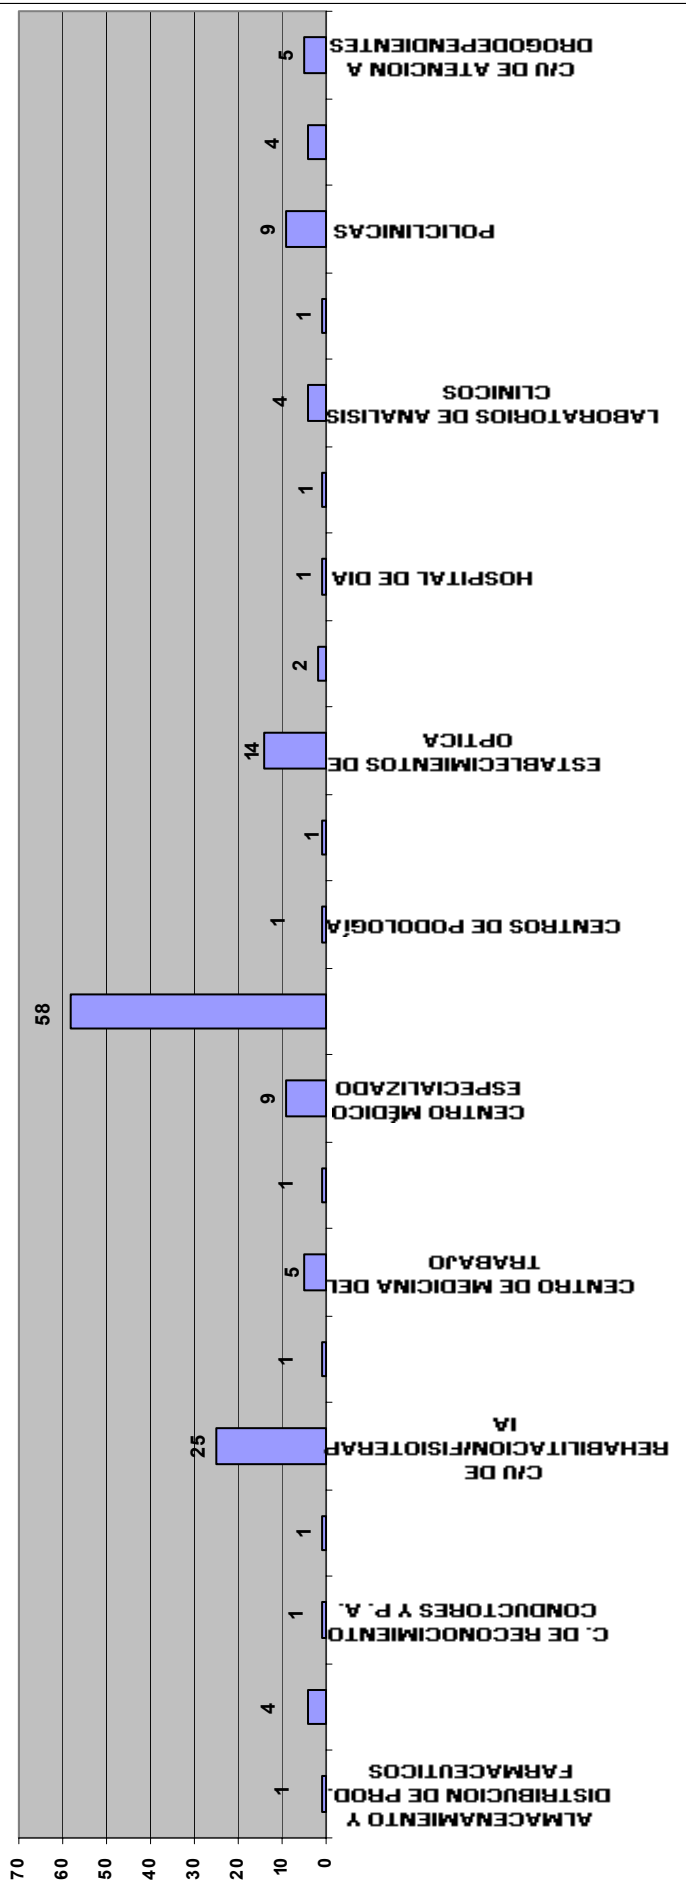 70
60
50
40
30
20
10
0
1
4
1
1
25
1
5
1
9
58
1
1
14
2
1
1
4
1
9
4
5
ALMACENAMIENTO Y
DISTRIBUCION DE PROD.
FARMACEUTICOS
C. DE RECONOCIMIENTO
CONDUCTORES Y P. A.
C/U DE
REHABILITACION/FISIOTERAP
IA
CENTRO DE MEDICINA DEL
TRABAJO
CENTRO MÉDICO
ESPECIALIZADO
CENTROS DE PODOLOGÍA
ESTABLECIMIENTOS DE
OPTICA
HOSPITAL DE DIA
LABORATORIOS DE ANALISIS
CLINICOS
POLICLINICAS
C/U DE ATENCION A
DROGODEPENDIENTES